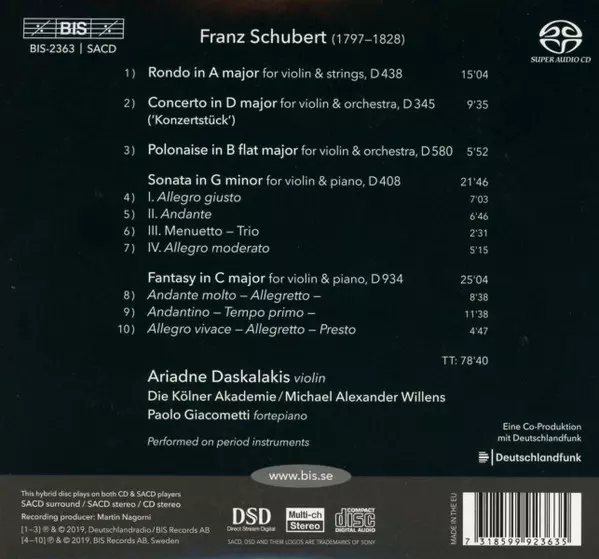 BIS
BIS-2363 | SACD
Franz Schubert (1797–1828)
SUPER AUDIO CD
1) Rondo in A major for violin & strings, D 438 15'04
2) Concerto in D major for violin & orchestra, D 345 9'35
('Konzertstück')
3) Polonaise in B flat major for violin & orchestra, D 580 5'52
Sonata in G minor for violin & piano, D 408 21'46
4) I. Allegro giusto 7'03
5) II. Andante 6'46
6) III. Menuetto – Trio 2'31
7) IV. Allegro moderato 5'15
Fantasy in C major for violin & piano, D 934 25'04
8) Andante molto – Allegretto – 8'38
9) Andantino – Tempo primo – 11'38
10) Allegro vivace – Allegretto – Presto 4'47
TT: 78'40
Ariadne Daskalakis violin
Die Kölner Akademie / Michael Alexander Willens
Paolo Giacometti fortepiano
Performed on period instruments
Eine Co-Produktion
mit Deutschlandfunk
Deutschlandfunk
www.bis.se
This hybrid disc plays on both CD & SACD players
SACD surround / SACD stereo / CD stereo
Recording producer: Martin Nagorni
[1–3] ℗ & © 2019, Deutschlandradio / BIS Records AB
[4–10] ℗ & © 2019, BIS Records AB, Sweden
DSD
Direct Stream Digital
Multi-ch
Stereo
COMPACT
disc
DIGITAL AUDIO
SACD, DSD AND THEIR LOGOS ARE TRADEMARKS OF SONY
MADE IN THE EU
7 318599 923635